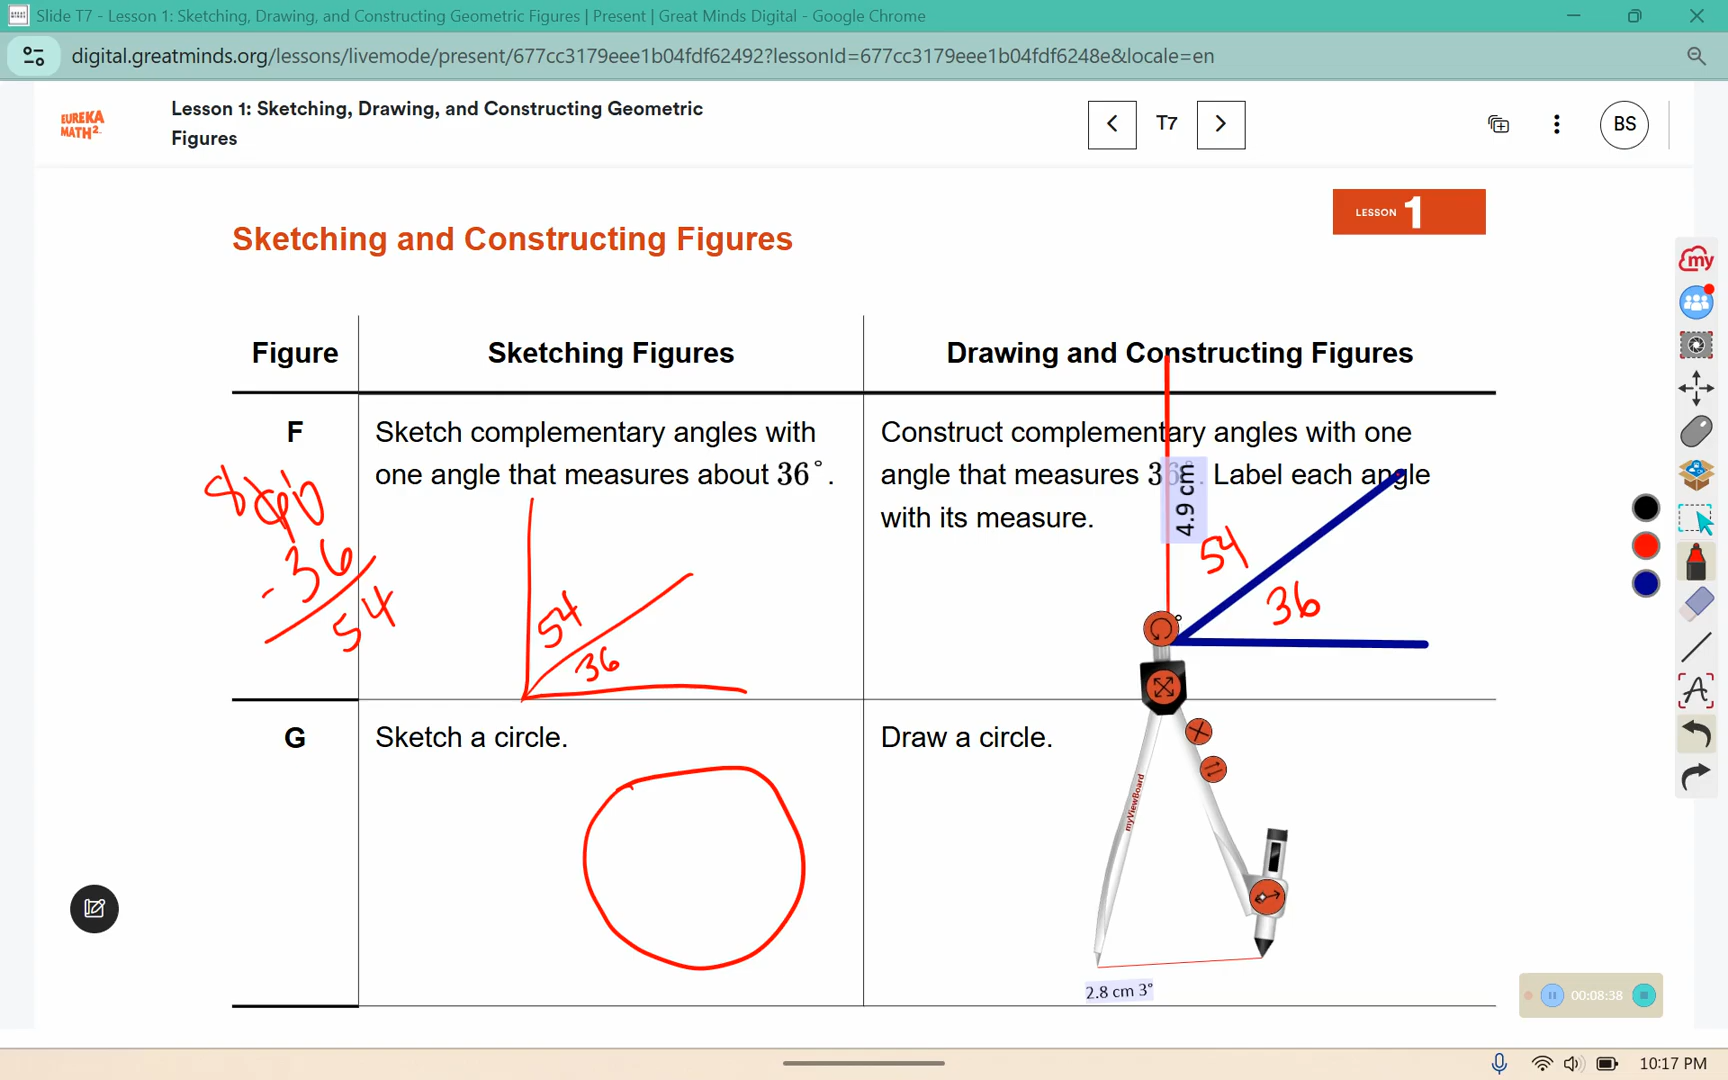 Slide T7 - Lesson 1: Sketching, Drawing, and Constructing Geometric Figures | Present | Great Minds Digital - Google Chrome
digital.greatminds.org/lessons/livemode/present/677cc3179eee1b04fdf62492?lessonId=677cc3179eee1b04fdf6248e&locale=en
EUREKA
MATH²
Lesson 1: Sketching, Drawing, and Constructing Geometric
Figures
T7
BS
LESSON 1
Sketching and Constructing Figures
my
Figure
Sketching Figures
Drawing and Constructing Figures
F
Sketch complementary angles with
one angle that measures about 36°.
Construct complementary angles with one
angle that measures 36°. Label each angle
with its measure.
4.9 cm
8
- 36
54
54
36
54
36
G
Sketch a circle.
Draw a circle.
myViewBoard
2.8 cm 3°
00:08:38
10:17 PM